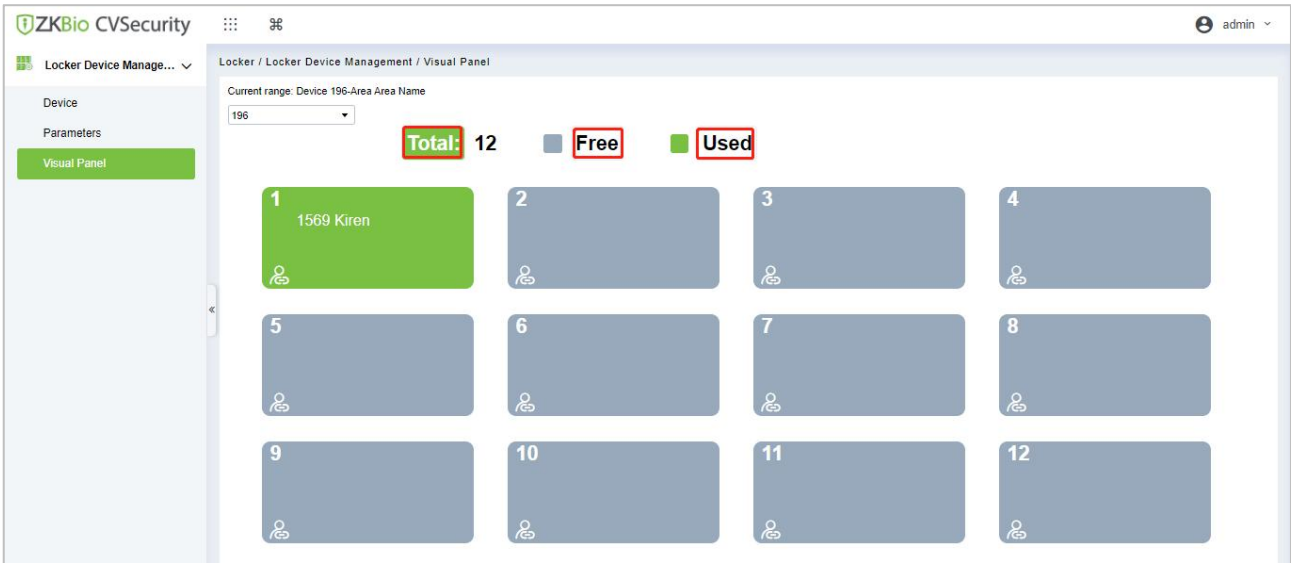 ZKBio CVSecurity
admin
Locker Device Manage...
Device
Parameters
Visual Panel
Locker / Locker Device Management / Visual Panel
Current range: Device 196-Area Area Name
196
Total: 12 Free Used
1 2 3 4
1569 Kiren
5 6 7 8
9 10 11 12